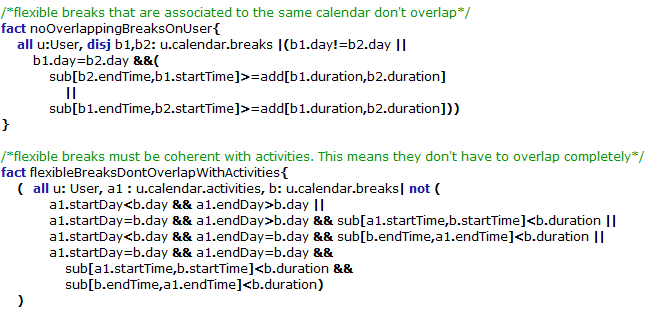 /*flexible breaks that are associated to the same calendar don't overlap*/
fact noOverlappingBreaksOnUser{
all u:User, disj b1,b2: u.calendar.breaks |(b1.day!=b2.day ||
b1.day=b2.day &&(
sub[b2.endTime,b1.startTime]>=add[b1.duration,b2.duration]
||
sub[b1.endTime,b2.startTime]>=add[b1.duration,b2.duration]))
}
/*flexible breaks must be coherent with activities. This means they don't have to overlap completely*/
fact flexibleBreaksDontOverlapWithActivities{
( all u: User, a1 : u.calendar.activities, b: u.calendar.breaks| not (
a1.startDay<b.day && a1.endDay>b.day ||
a1.startDay=b.day && a1.endDay>b.day && sub[a1.startTime,b.startTime]<b.duration ||
a1.startDay<b.day && a1.endDay=b.day && sub[b.endTime,a1.endTime]<b.duration ||
a1.startDay=b.day && a1.endDay=b.day &&
sub[a1.startTime,b.startTime]<b.duration &&
sub[b.endTime,a1.endTime]<b.duration)
)